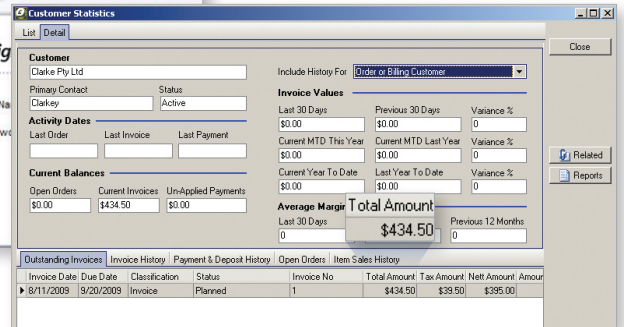 Customer Statistics
List Detail
Close
Customer
Clarke Pty Ltd
Include History For Order or Billing Customer
Primary Contact Status
Clarkey Active
Invoice Values
Last 30 Days Previous 30 Days Variance %
$0.00 $0.00 0
Activity Dates
Last Order Last Invoice Last Payment
Current MTD This Year Current MTD Last Year Variance %
$0.00 $0.00 0
Related
Reports
Current Balances
Current Year To Date Last Year To Date Variance %
$0.00 $0.00 0
Open Orders Current Invoices Un-Applied Payments
$0.00 $434.50 $0.00
Average Margin
Total Amount
$434.50
Last 30 Days Previous 12 Months
0 0
Outstanding Invoices Invoice History Payment & Deposit History Open Orders Item Sales History
Invoice Date Due Date Classification Status Invoice No Total Amount Tax Amount Nett Amount Amour
8/11/2009 9/20/2009 Invoice Planned 1 $434.50 $39.50 $395.00